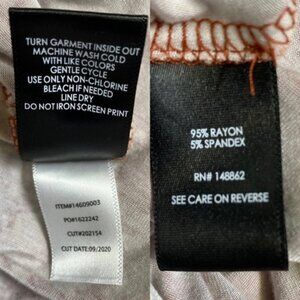 TURN GARMENT INSIDE OUT
MACHINE WASH COLD
WITH LIKE COLORS
GENTLE CYCLE
USE ONLY NON-CHLORINE
BLEACH IF NEEDED
LINE DRY
DO NOT IRON SCREEN PRINT
ITEM#14609003
PO#1622242
CUT#202154
CUT DATE:09/2020
95% RAYON
5% SPANDEX
RN# 148862
SEE CARE ON REVERSE